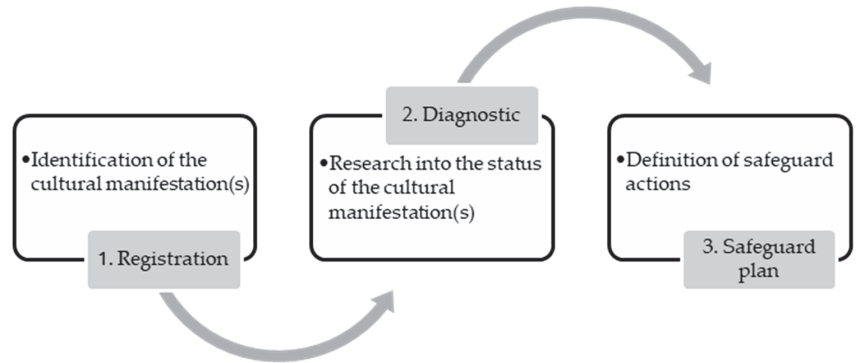 •Identification of the
cultural manifestation(s)
1. Registration
2. Diagnostic
•Research into the status
of the cultural
manifestation(s)
•Definition of safeguard
actions
3. Safeguard
plan